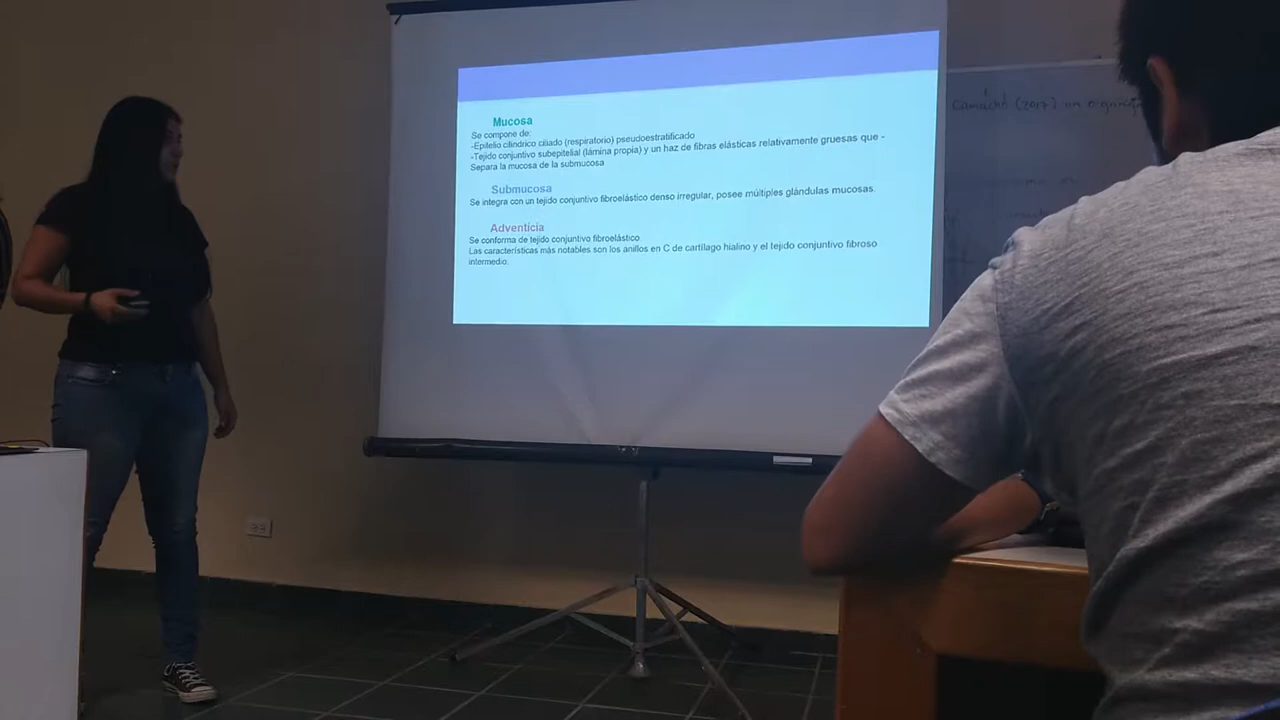 Mucosa
Se compone de:
-Epitelio cilíndrico ciliado (respiratorio) pseudoestratificado
-Tejido conjuntivo subepitelial (lámina propia) y un haz de fibras elásticas relativamente gruesas que -
Separa la mucosa de la submucosa
Submucosa
Se integra con un tejido conjuntivo fibroelástico denso irregular, posee múltiples glándulas mucosas.
Adventicia
Se conforma de tejido conjuntivo fibroelástico
Las características más notables son los anillos en C de cartílago hialino y el tejido conjuntivo fibroso
intermedio.
Camacho (2017) un